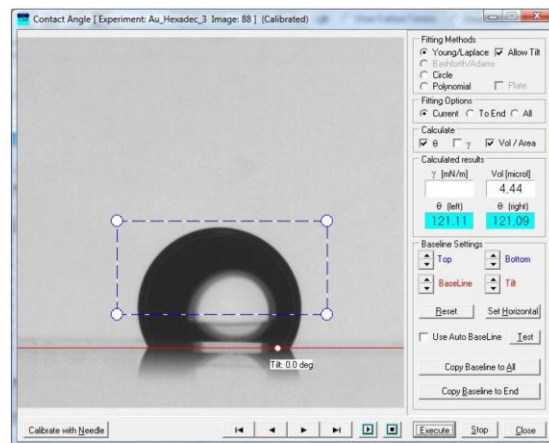 Contact Angle [ Experiment: Au_Hexadec_3 Image: 88 ] (Calibrated)
Fitting Methods
Young/Laplace Allow Tilt
Bashforth/Adams
Circle
Polynomial Plate
Fitting Options
Current To End All
Calculate
θ γ Vol / Area
Calculated results
γ [mN/m] Vol [microl]
4,44
θ (left) θ (right)
121,11 121,09
Baseline Settings
Top Bottom
BaseLine Tilt
Reset Set Horizontal
Use Auto BaseLine Test
Tilt: 0.0 deg
Copy Baseline to All
Copy Baseline to End
Calibrate with Needle Execute Stop Close